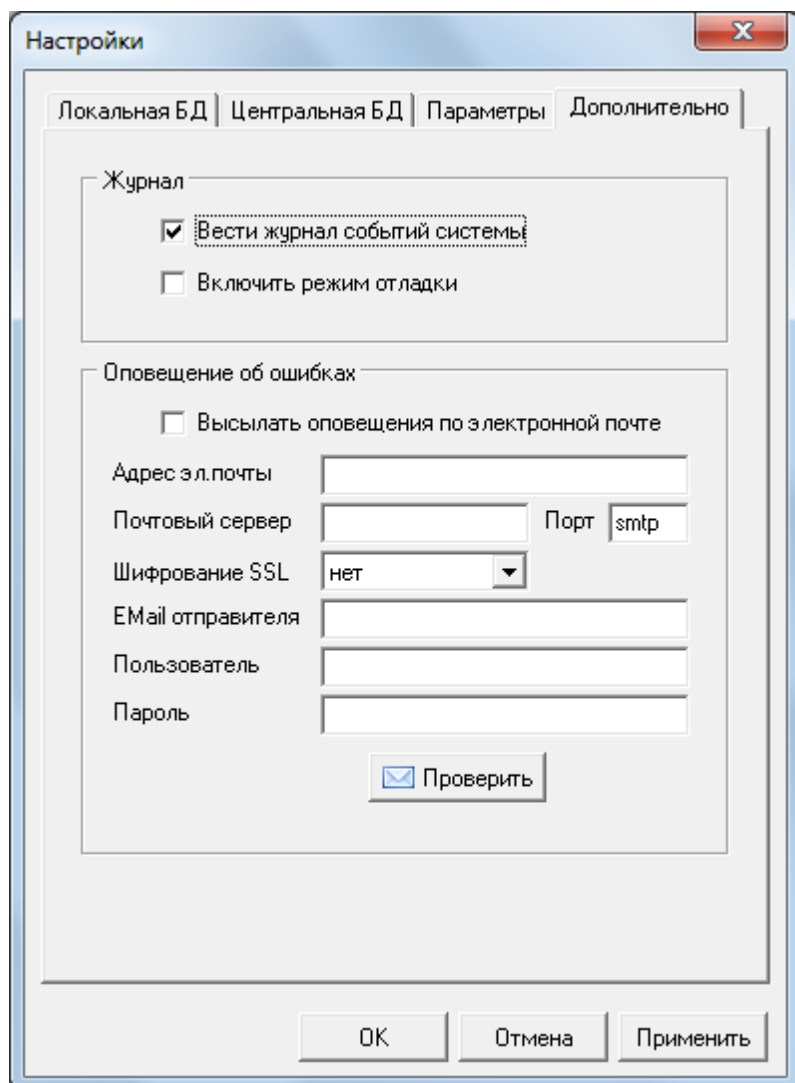 Настройки
Локальная БД Центральная БД Параметры Дополнительно
Журнал
Вести журнал событий системы
Включить режим отладки
Оповещение об ошибках
Высылать оповещения по электронной почте
Адрес эл.почты
Почтовый сервер Порт smtp
Шифрование SSL нет
EMail отправителя
Пользователь
Пароль
Проверить
OK Отмена Применить